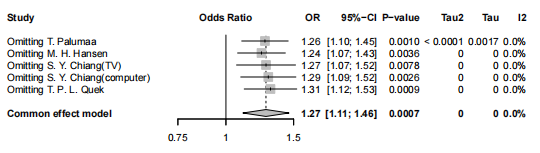 Study Odds Ratio OR 95%-CI P-value Tau2 Tau I2
Omitting T. Palumaa 1.26 [1.10; 1.45] 0.0010 < 0.0001 0.0017 0.0%
Omitting M. H. Hansen 1.24 [1.07; 1.43] 0.0036 0 0 0.0%
Omitting S. Y. Chiang(TV) 1.27 [1.07; 1.52] 0.0078 0 0 0.0%
Omitting S. Y. Chiang(computer) 1.29 [1.09; 1.52] 0.0026 0 0 0.0%
Omitting T. P. L. Quek 1.31 [1.12; 1.53] 0.0009 0 0 0.0%
Common effect model 1.27 [1.11; 1.46] 0.0007 0 0 0.0%
0.75 1 1.5